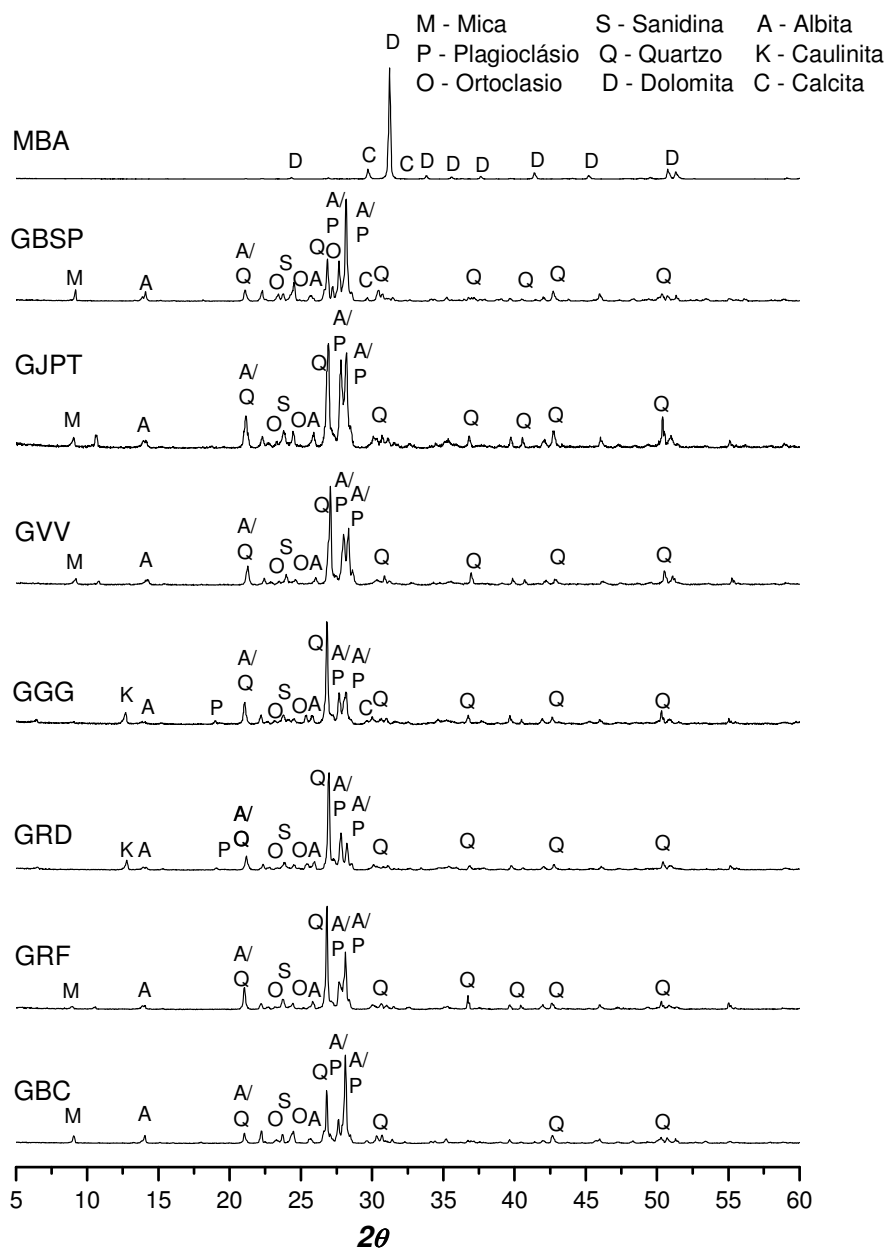 M - Mica S - Sanidina A - Albita
P - Plagioclásio Q - Quartzo K - Caulinita
O - Ortoclasio D - Dolomita C - Calcita
D
MBA
D C C D D D D D D
GBSP
M A A/ Q O S O A Q A/ P O A/ P C Q Q Q Q Q
GJPT
M A A/ Q O S O A Q A/ P A/ P Q Q Q Q Q
GVV
M A A/ Q O S O A Q A/ P A/ P Q Q Q Q
GGG
K A P A/ Q O S O A Q A/ P A/ P C Q Q Q Q
GRD
K A P A/ Q O S O A Q A/ P A/ P Q Q Q Q
GRF
M A A/ Q O S O A Q A/ P A/ P Q Q Q Q Q
GBC
M A A/ Q O S O A Q A/ P A/ P Q Q Q
5 10 15 20 25 30 35 40 45 50 55 60
2θ